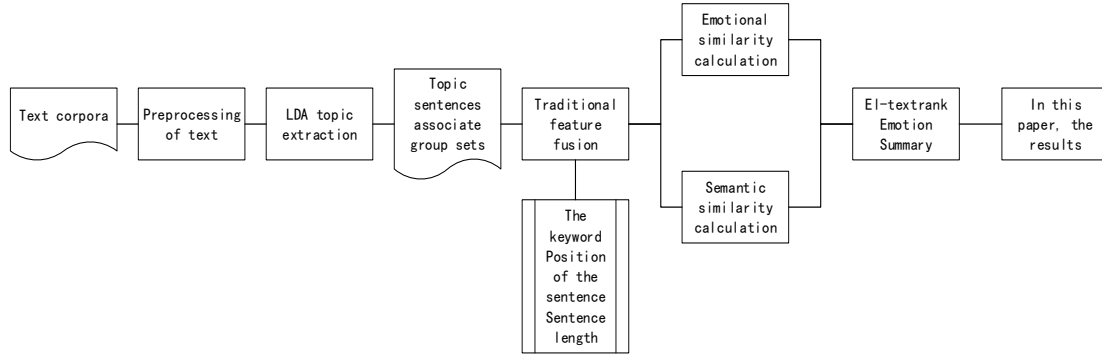 Text corpora
Preprocessing
of text
LDA topic
extraction
Topic
sentences
associate
group sets
Traditional
feature
fusion
The
keyword
Position
of the
sentence
Sentence
length
Emotional
similarity
calculation
Semantic
similarity
calculation
El-textrank
Emotion
Summary
In this
paper, the
results